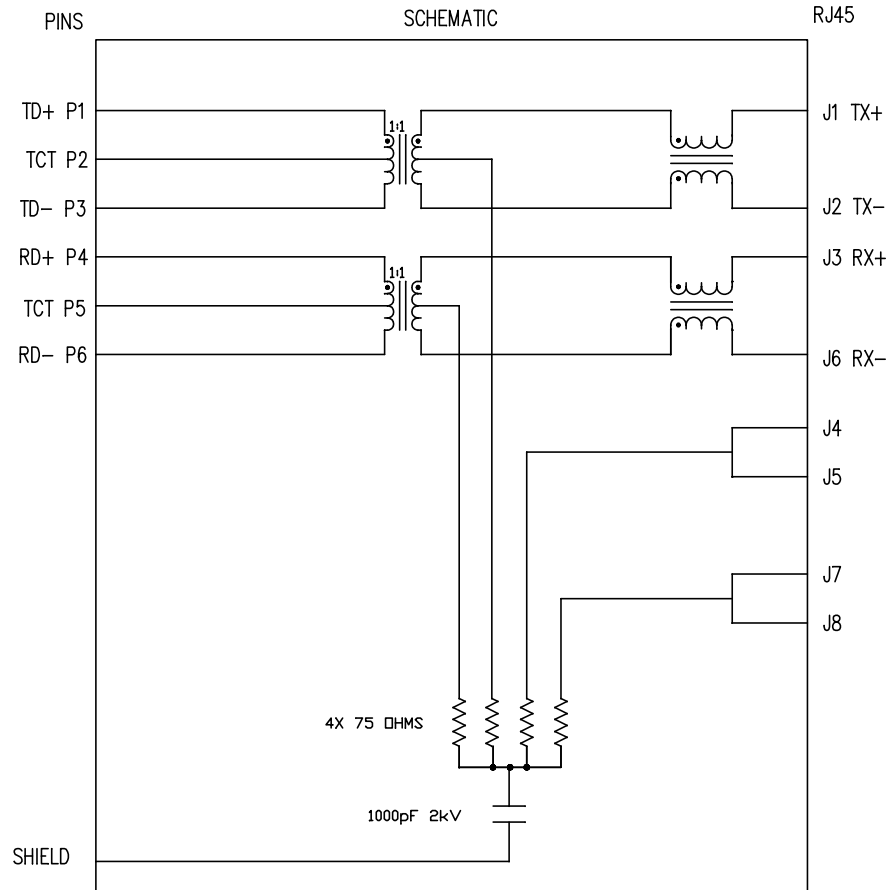 PINS
SCHEMATIC
RJ45
TD+ P1
1:1
J1 TX+
TCT P2
TD- P3
J2 TX-
RD+ P4
1:1
J3 RX+
TCT P5
RD- P6
J6 RX-
J4
J5
J7
J8
4X 75 OHMS
1000pF 2kV
SHIELD